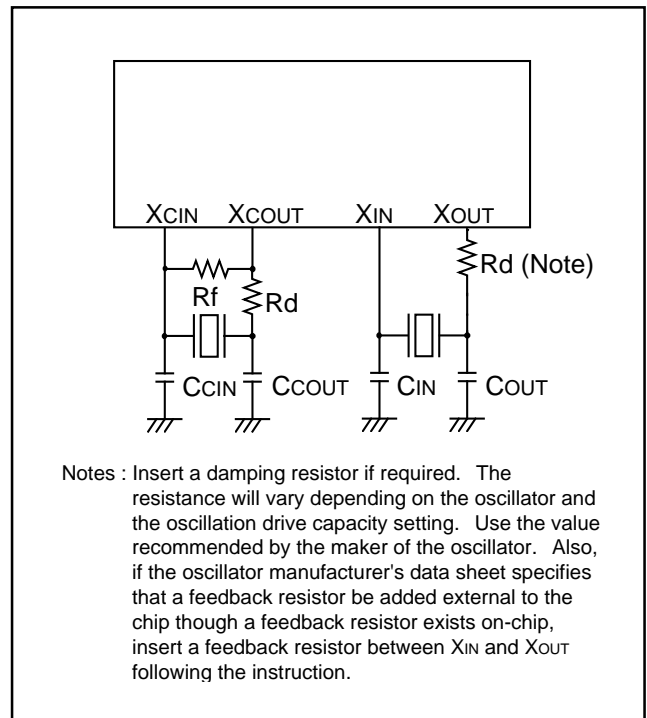 XCIN XCOUT XIN XOUT
Rd (Note)
Rf Rd
CCIN CCOUT CIN COUT
Notes : Insert a damping resistor if required. The
resistance will vary depending on the oscillator and
the oscillation drive capacity setting. Use the value
recommended by the maker of the oscillator. Also,
if the oscillator manufacturer's data sheet specifies
that a feedback resistor be added external to the
chip though a feedback resistor exists on-chip,
insert a feedback resistor between XIN and XOUT
following the instruction.